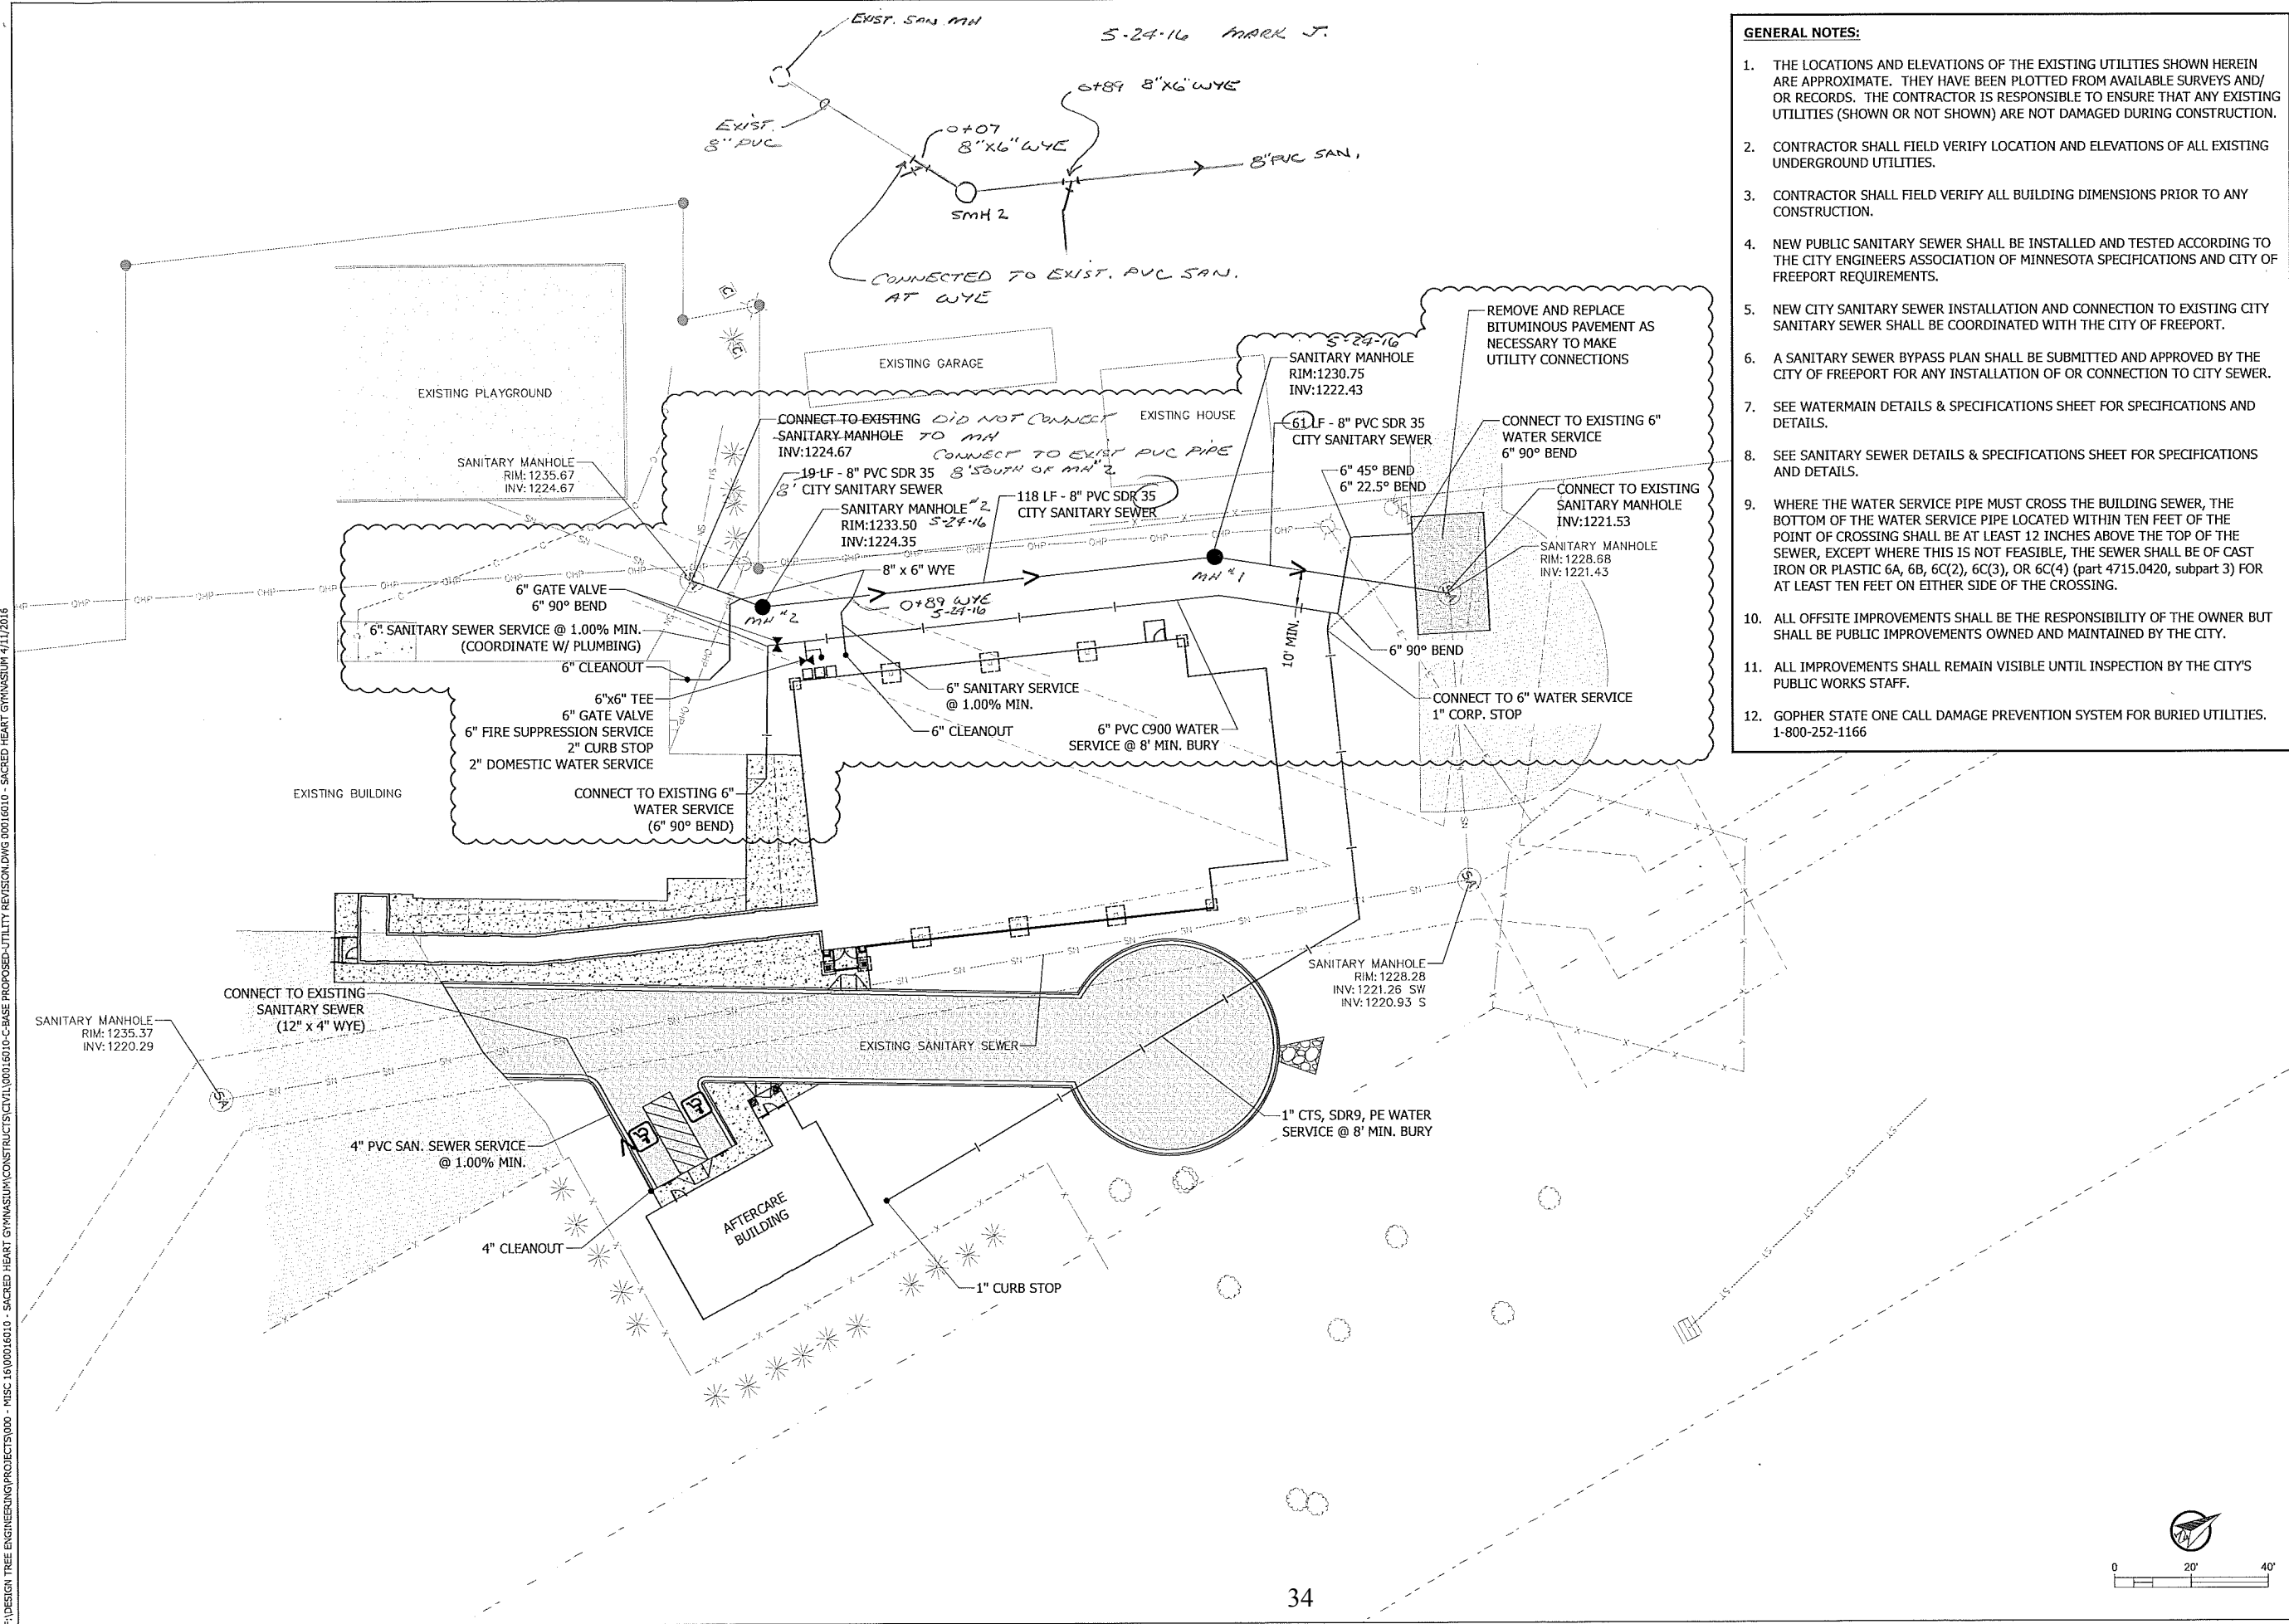 EXIST. SAN MH
5-24-16 MARK J.
0+89 8"X6" WYE
EXIST.
8" PVC
0+07
8"X6" WYE
8" PVC SAN.
SMH 2
CONNECTED TO EXIST. PVC SAN.
AT WYE
GENERAL NOTES:
1. THE LOCATIONS AND ELEVATIONS OF THE EXISTING UTILITIES SHOWN HEREIN
ARE APPROXIMATE. THEY HAVE BEEN PLOTTED FROM AVAILABLE SURVEYS AND/
OR RECORDS. THE CONTRACTOR IS RESPONSIBLE TO ENSURE THAT ANY EXISTING
UTILITIES (SHOWN OR NOT SHOWN) ARE NOT DAMAGED DURING CONSTRUCTION.
2. CONTRACTOR SHALL FIELD VERIFY LOCATION AND ELEVATIONS OF ALL EXISTING
UNDERGROUND UTILITIES.
3. CONTRACTOR SHALL FIELD VERIFY ALL BUILDING DIMENSIONS PRIOR TO ANY
CONSTRUCTION.
4. NEW PUBLIC SANITARY SEWER SHALL BE INSTALLED AND TESTED ACCORDING TO
THE CITY ENGINEERS ASSOCIATION OF MINNESOTA SPECIFICATIONS AND CITY OF
FREEPORT REQUIREMENTS.
5. NEW CITY SANITARY SEWER INSTALLATION AND CONNECTION TO EXISTING CITY
SANITARY SEWER SHALL BE COORDINATED WITH THE CITY OF FREEPORT.
6. A SANITARY SEWER BYPASS PLAN SHALL BE SUBMITTED AND APPROVED BY THE
CITY OF FREEPORT FOR ANY INSTALLATION OF OR CONNECTION TO CITY SEWER.
7. SEE WATERMAIN DETAILS & SPECIFICATIONS SHEET FOR SPECIFICATIONS AND
DETAILS.
8. SEE SANITARY SEWER DETAILS & SPECIFICATIONS SHEET FOR SPECIFICATIONS
AND DETAILS.
9. WHERE THE WATER SERVICE PIPE MUST CROSS THE BUILDING SEWER, THE
BOTTOM OF THE WATER SERVICE PIPE LOCATED WITHIN TEN FEET OF THE
POINT OF CROSSING SHALL BE AT LEAST 12 INCHES ABOVE THE TOP OF THE
SEWER, EXCEPT WHERE THIS IS NOT FEASIBLE, THE SEWER SHALL BE OF CAST
IRON OR PLASTIC 6A, 6B, 6C(2), 6C(3), OR 6C(4) (part 4715.0420, subpart 3) FOR
AT LEAST TEN FEET ON EITHER SIDE OF THE CROSSING.
10. ALL OFFSITE IMPROVEMENTS SHALL BE THE RESPONSIBILITY OF THE OWNER BUT
SHALL BE PUBLIC IMPROVEMENTS OWNED AND MAINTAINED BY THE CITY.
11. ALL IMPROVEMENTS SHALL REMAIN VISIBLE UNTIL INSPECTION BY THE CITY'S
PUBLIC WORKS STAFF.
12. GOPHER STATE ONE CALL DAMAGE PREVENTION SYSTEM FOR BURIED UTILITIES.
1-800-252-1166
EXISTING PLAYGROUND
EXISTING GARAGE
EXISTING HOUSE
5-24-16
SANITARY MANHOLE
RIM:1230.75
INV:1222.43
REMOVE AND REPLACE
BITUMINOUS PAVEMENT AS
NECESSARY TO MAKE
UTILITY CONNECTIONS
CONNECT TO EXISTING DID NOT CONNECT
SANITARY MANHOLE TO MH
INV:1224.67 CONNECT TO EXIST PVC PIPE
8' SOUTH OF MH #2
19 LF - 8" PVC SDR 35
8' CITY SANITARY SEWER
SANITARY MANHOLE #2
RIM:1233.50 5-24-16
INV:1224.35
118 LF - 8" PVC SDR 35
CITY SANITARY SEWER
61 LF - 8" PVC SDR 35
CITY SANITARY SEWER
CONNECT TO EXISTING 6"
WATER SERVICE
6" 90° BEND
6" 45° BEND
6" 22.5° BEND
CONNECT TO EXISTING
SANITARY MANHOLE
INV:1221.53
SANITARY MANHOLE
RIM: 1228.68
INV: 1221.43
SANITARY MANHOLE
RIM: 1235.67
INV: 1224.67
8" x 6" WYE
MH #1
MH #2
0+89 WYE
5-24-16
6" GATE VALVE
6" 90° BEND
6" SANITARY SEWER SERVICE @ 1.00% MIN.
(COORDINATE W/ PLUMBING)
6" CLEANOUT
6"x6" TEE
6" GATE VALVE
6" FIRE SUPPRESSION SERVICE
2" CURB STOP
2" DOMESTIC WATER SERVICE
6" SANITARY SERVICE
@ 1.00% MIN.
6" CLEANOUT
6" PVC C900 WATER
SERVICE @ 8' MIN. BURY
10' MIN.
6" 90° BEND
CONNECT TO 6" WATER SERVICE
1" CORP. STOP
CONNECT TO EXISTING 6"
WATER SERVICE
(6" 90° BEND)
EXISTING BUILDING
CONNECT TO EXISTING
SANITARY SEWER
(12" x 4" WYE)
SANITARY MANHOLE
RIM: 1235.37
INV: 1220.29
SANITARY MANHOLE
RIM: 1228.28
INV: 1221.26 SW
INV: 1220.93 S
EXISTING SANITARY SEWER
4" PVC SAN. SEWER SERVICE
@ 1.00% MIN.
4" CLEANOUT
AFTERCARE
BUILDING
1" CURB STOP
1" CTS, SDR9, PE WATER
SERVICE @ 8' MIN. BURY
0 20' 40'
34
F:\DESIGN TREE ENGINEERING\PROJECTS\000 - MISC 16\00016010 - SACRED HEART GYMNASIUM\CONSTRUCTS\CIVIL\00016010-C-BASE PROPOSED-UTILITY REVISION.DWG 00016010 - SACRED HEART GYMNASIUM 4/11/2016